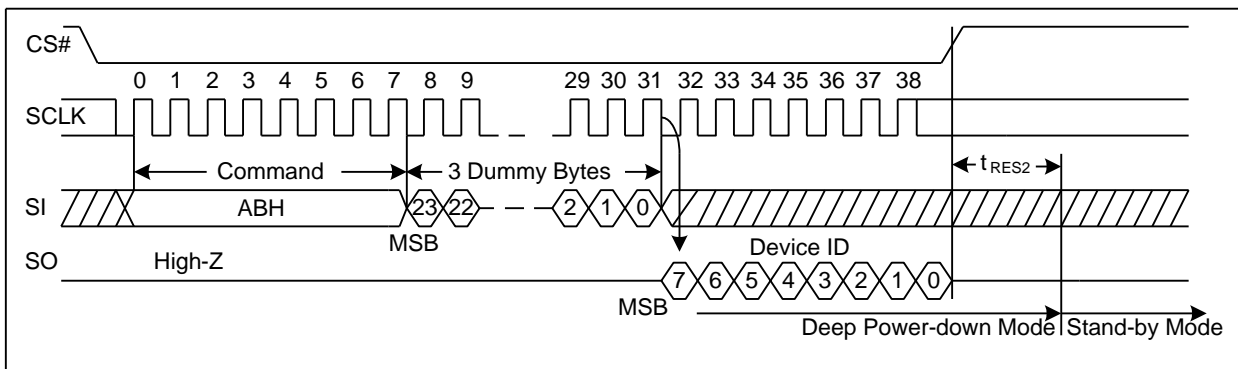 CS#
0 1 2 3 4 5 6 7 8 9 29 30 31 32 33 34 35 36 37 38
SCLK
Command 3 Dummy Bytes tRES2
SI ABH 23 22 2 1 0
MSB
SO High-Z Device ID
7 6 5 4 3 2 1 0
MSB
Deep Power-down Mode Stand-by Mode